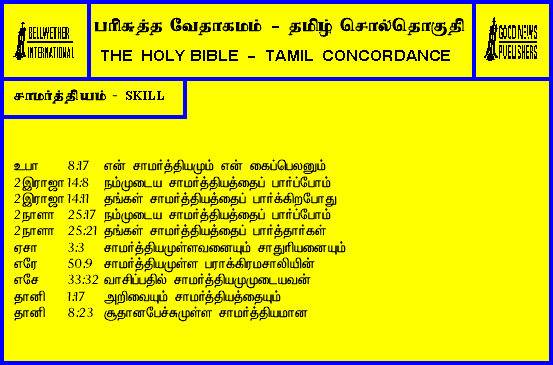 BELLWETHER
INTERNATIONAL
பரிசுத்த வேதாகமம் - தமிழ் சொல்தொகுதி
THE HOLY BIBLE - TAMIL CONCORDANCE
GOOD NEWS
PUBLISHERS
சாமர்த்தியம் - SKILL
உபா 8:17 என் சாமர்த்தியமும் என் கைப்பெலனும்
2இராஜா 14:8 நம்முடைய சாமர்த்தியத்தைப் பார்ப்போம்
2இராஜா 14:11 தங்கள் சாமர்த்தியத்தைப் பார்க்கிறபோது
2நாளா 25:17 நம்முடைய சாமர்த்தியத்தைப் பார்ப்போம்
2நாளா 25:21 தங்கள் சாமர்த்தியத்தைப் பார்த்தார்கள்
ஏசா 3:3 சாமர்த்தியமுள்ளவனையும் சாதுரியனையும்
எரே 50:9 சாமர்த்தியமுள்ள பராக்கிரமசாலியின்
எசே 33:32 வாசிப்பதில் சாமர்த்தியமுமுடையவன்
தானி 1:17 அறிவையும் சாமர்த்தியத்தையும்
தானி 8:23 சூதானபேச்சுமுள்ள சாமர்த்தியமான